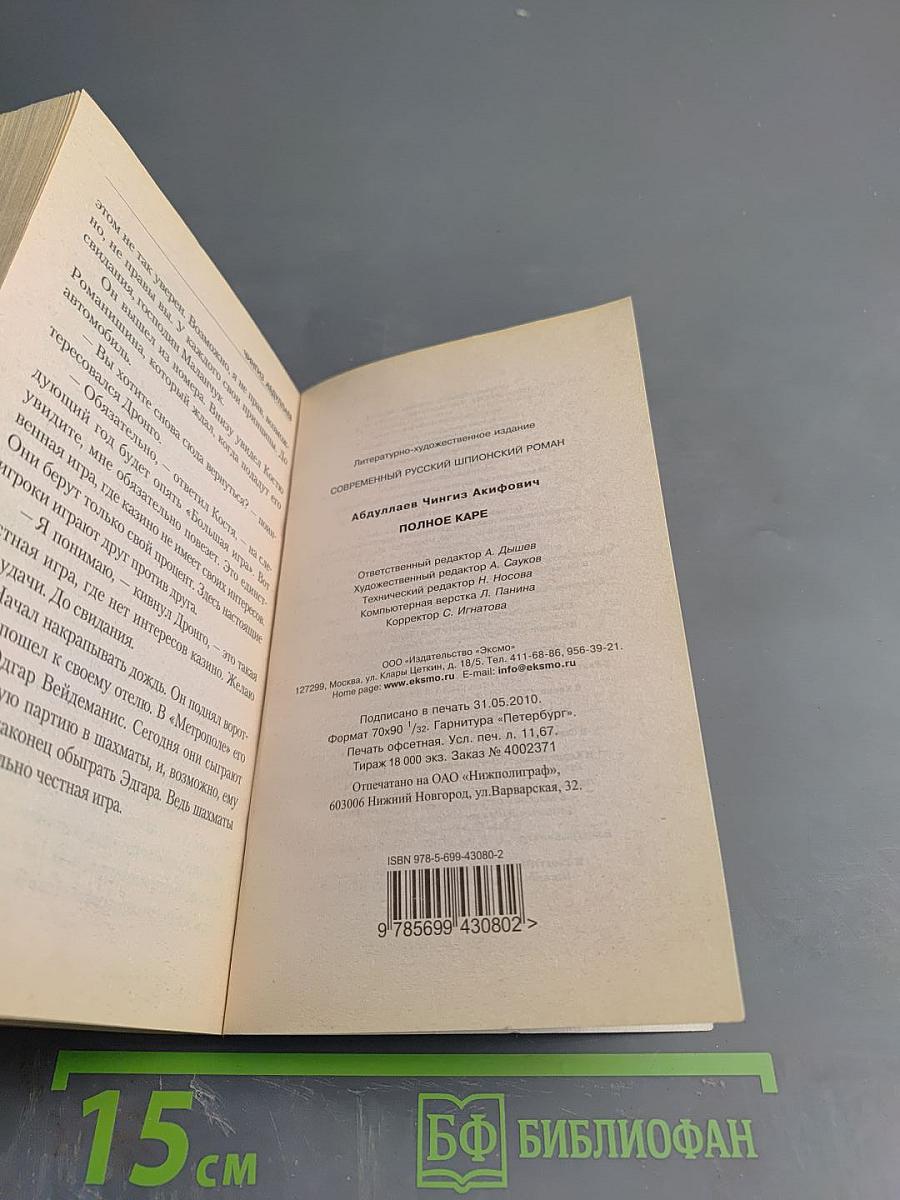 ЧИНГИЗ АБДУЛЛАЕВ
этом не так уверен. Возможно, я не прав, возмож-
но, не правы вы. У каждого свои принципы. До
свидания, господин Маланчук.
Он вышел из номера. Внизу увидел Костю
Романишина, который ждал, когда подадут его
автомобиль.
– Вы хотите снова сюда вернуться? – поин-
тересовался Дронго.
– Обязательно, – ответил Костя, – на сле-
дующий год будет опять «Большая игра». Вот
увидите, мне обязательно повезет. Это единст-
венная игра, где казино не имеет своих интересов.
Они берут только свой процент. Здесь настоящие
игроки играют друг против друга.
– Я понимаю, – кивнул Дронго, – это такая
стная игра, где нет интересов казино. Желаю
удачи. До свидания.
Начал накрапывать дождь. Он поднял ворот-
пошел к своему отелю. В «Метрополе» его
Эдгар Вейдеманис. Сегодня они сыграют
ую партию в шахматы, и, возможно, ему
аконец обыграть Эдгара. Ведь шахматы
льно честная игра.
Литературно-художественное издание
СОВРЕМЕННЫЙ РУССКИЙ ШПИОНСКИЙ РОМАН
Абдуллаев Чингиз Акифович
ПОЛНОЕ КАРЕ
Ответственный редактор А. Дышев
Художественный редактор А. Сауков
Технический редактор Н. Носова
Компьютерная верстка Л. Панина
Корректор С. Игнатова
ООО «Издательство «Эксмо»
127299, Москва, ул. Клары Цеткин, д. 18/5. Тел. 411-68-86, 956-39-21.
Home page: www.eksmo.ru E-mail: info@eksmo.ru
Подписано в печать 31.05.2010.
Формат 70x90 1/32. Гарнитура «Петербург».
Печать офсетная. Усл. печ. л. 11,67.
Тираж 18 000 экз. Заказ № 4002371
Отпечатано на ОАО «Нижполиграф»,
603006 Нижний Новгород, ул.Варварская, 32.
ISBN 978-5-699-43080-2
9 785699 430802 >
15 см
БФ БИБЛИОФАН